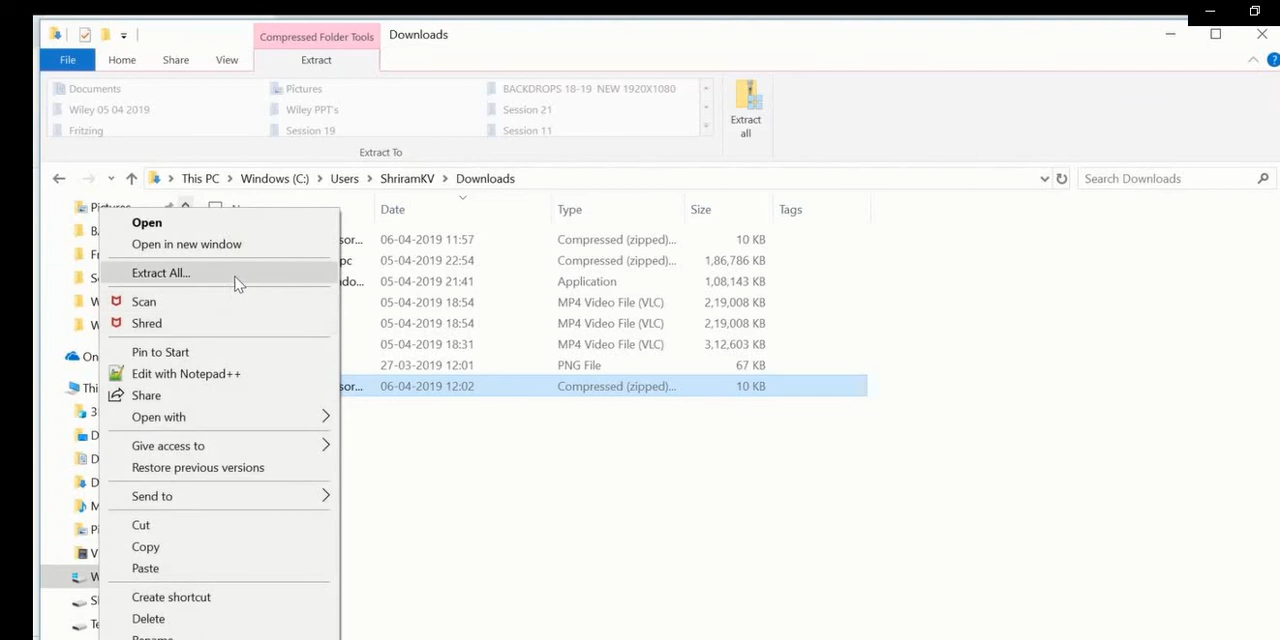 Compressed Folder Tools
Downloads
File
Home
Share
View
Extract
Documents
Pictures
BACKDROPS 18-19 NEW 1920X1080
Wiley 05 04 2019
Wiley PPT's
Session 21
Fritzing
Session 19
Session 11
Extract all
Extract To
This PC > Windows (C:) > Users > ShriramKV > Downloads
Search Downloads
Date
Type
Size
Tags
06-04-2019 11:57 Compressed (zipped)... 10 KB
05-04-2019 22:54 Compressed (zipped)... 1,86,786 KB
05-04-2019 21:41 Application 1,08,143 KB
05-04-2019 18:54 MP4 Video File (VLC) 2,19,008 KB
05-04-2019 18:54 MP4 Video File (VLC) 2,19,008 KB
05-04-2019 18:31 MP4 Video File (VLC) 3,12,603 KB
27-03-2019 12:01 PNG File 67 KB
06-04-2019 12:02 Compressed (zipped)... 10 KB
Open
Open in new window
Extract All...
Scan
Shred
Pin to Start
Edit with Notepad++
Share
Open with
Give access to
Restore previous versions
Send to
Cut
Copy
Paste
Create shortcut
Delete